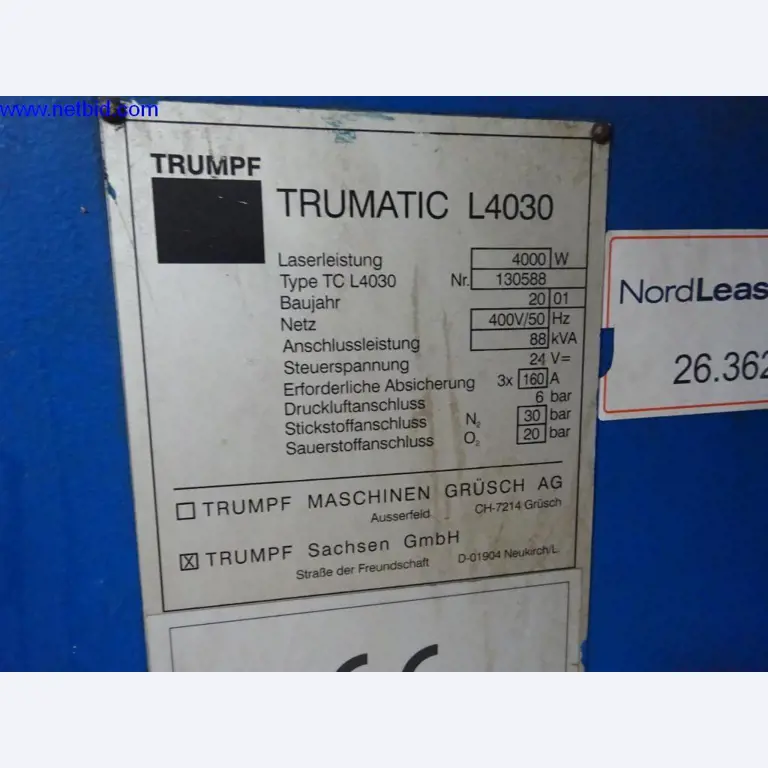 www.netbid.com
TRUMPF
TRUMATIC L4030
Laserleistung 4000 W
Type TC L4030 Nr. 130588
Baujahr 20 01
Netz 400V/50 Hz
Anschlussleistung 88 kVA
Steuerspannung 24 V=
Erforderliche Absicherung 3x 160 A
Druckluftanschluss 6 bar
Stickstoffanschluss N₂ 30 bar
Sauerstoffanschluss O₂ 20 bar
☐ TRUMPF MASCHINEN GRÜSCH AG
Ausserfeld CH-7214 Grüsch
☒ TRUMPF Sachsen GmbH
Straße der Freundschaft D-01904 Neukirch/L.
CE
NordLeas
26.362